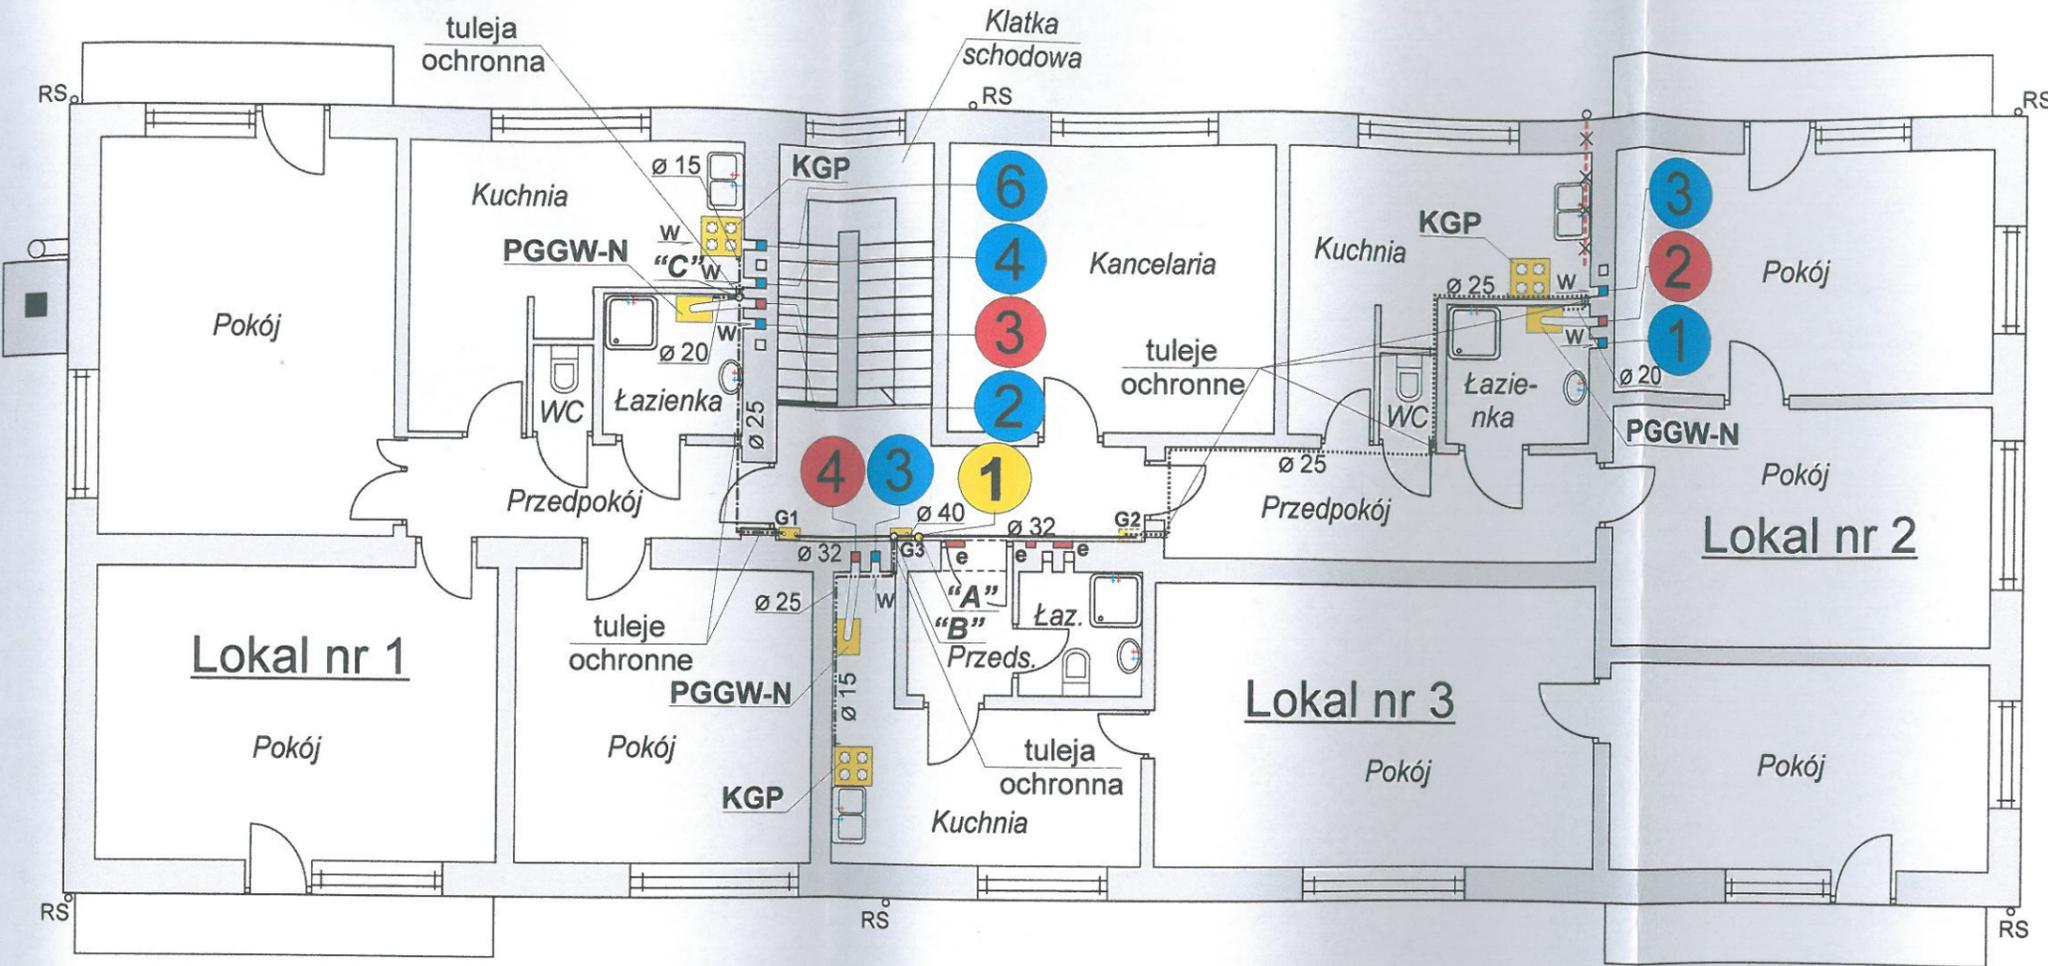 tuleja
ochronna
Klatka
schodowa
RS
RS
RS
Ø 15
KGP
Kuchnia
W
PGGW-N
“C”
W
W
Ø 20
Pokój
WC
Łazienka
Ø 25
6
4
3
2
Kancelaria
Kuchnia
KGP
Ø 25
W
W
3
2
1
Pokój
tuleje
ochronne
WC
Łazie-
nka
Ø 20
PGGW-N
Ø 25
Przedpokój
4
3
1
G1
Ø 32
Ø 40
G3
Ø 32
G2
e
e
e
Przedpokój
Pokój
Lokal nr 2
Ø 25
W
“A”
“B”
Łaz.
Przeds.
tuleje
ochronne
Lokal nr 1
PGGW-N
Ø 15
Lokal nr 3
Pokój
Pokój
KGP
tuleja
ochronna
Kuchnia
Pokój
Pokój
RS
RS
RS